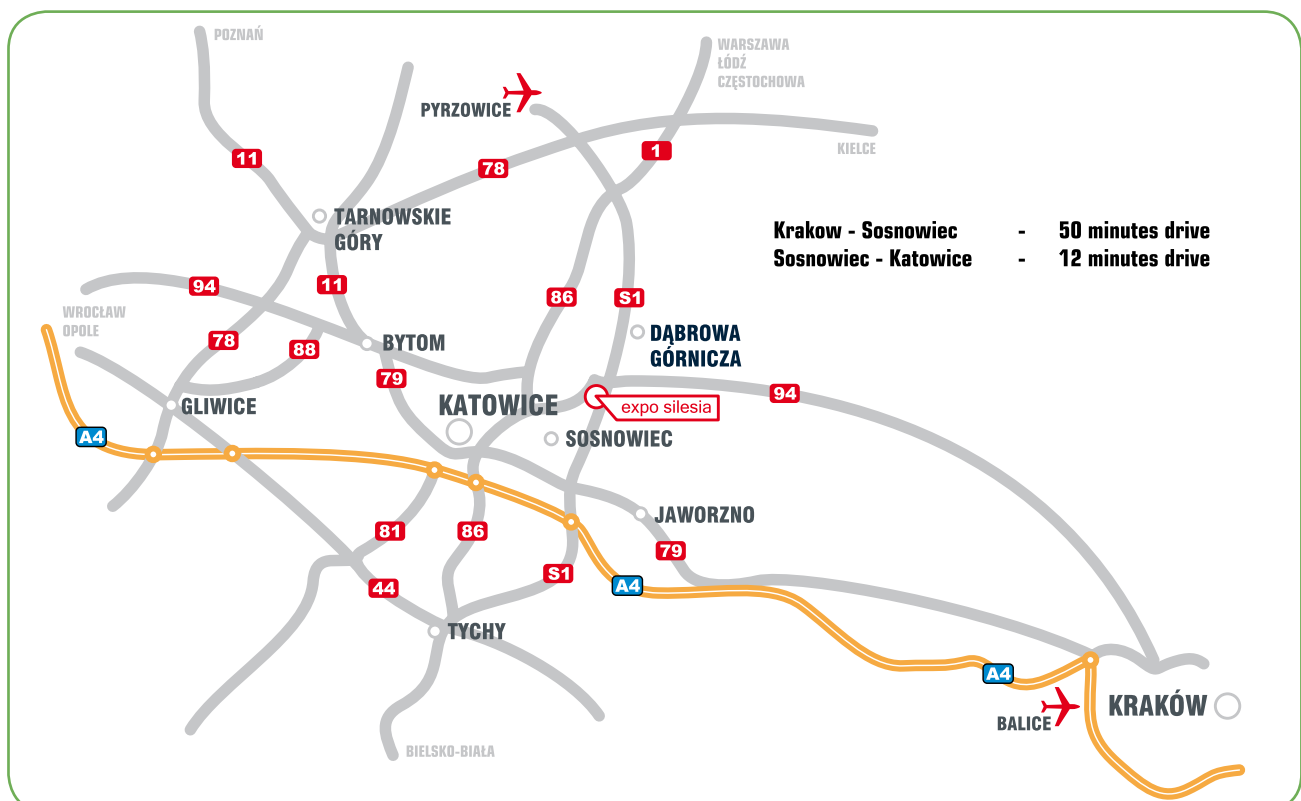 POZNAŃ
WARSZAWA
ŁÓDŹ
CZĘSTOCHOWA
PYRZOWICE
1
KIELCE
11
78
TARNOWSKIE
GÓRY
Krakow - Sosnowiec - 50 minutes drive
Sosnowiec - Katowice - 12 minutes drive
94
11
86
S1
WROCŁAW
OPOLE
78
88
BYTOM
DĄBROWA
GÓRNICZA
79
94
GLIWICE
KATOWICE
expo silesia
A4
SOSNOWIEC
JAWORZNO
81
86
79
44
S1
A4
TYCHY
A4
BALICE
KRAKÓW
BIELSKO-BIAŁA